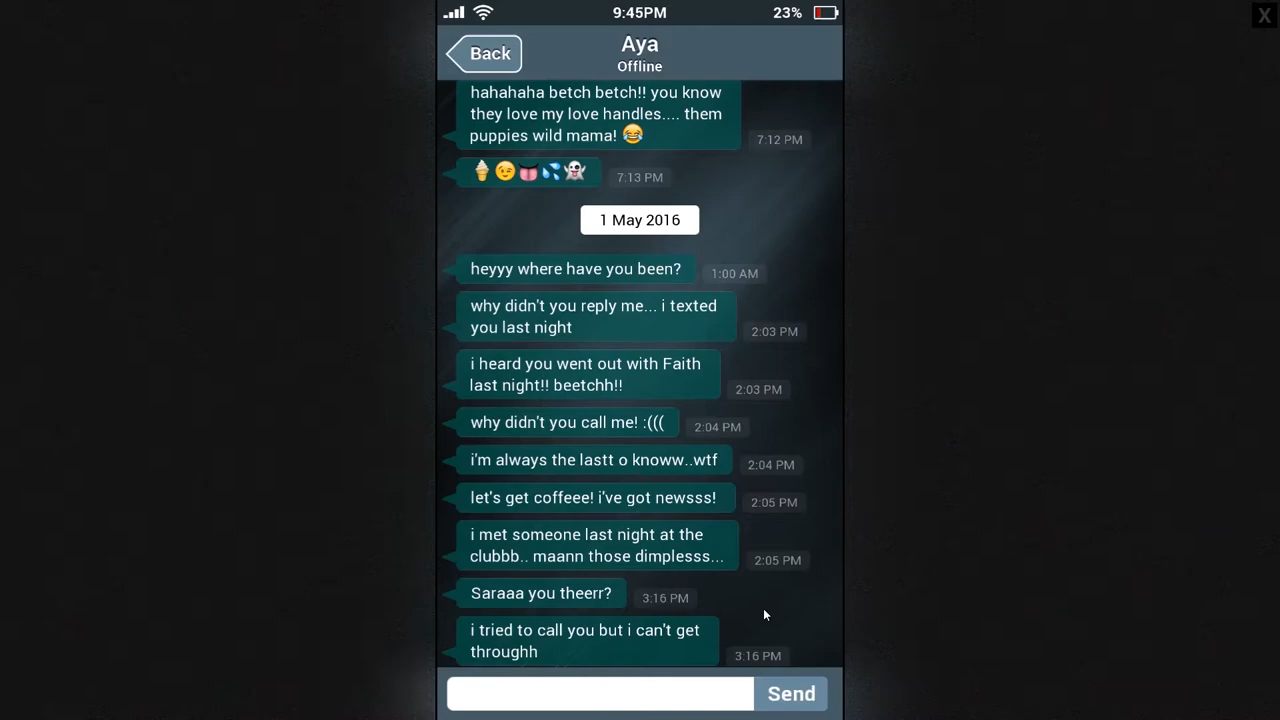 9:45PM
23%
X
Back
Aya
Offline
hahahaha betch betch!! you know
they love my love handles.... them
puppies wild mama! 😂
7:12 PM
🍦😉👅💦👻
7:13 PM
1 May 2016
heyyy where have you been?
1:00 AM
why didn't you reply me... i texted
you last night
2:03 PM
i heard you went out with Faith
last night!! beetchh!!
2:03 PM
why didn't you call me! :(((
2:04 PM
i'm always the lastt o knoww..wtf
2:04 PM
let's get coffeee! i've got newsss!
2:05 PM
i met someone last night at the
clubbb.. maann those dimplesss...
2:05 PM
Saraaa you theerr?
3:16 PM
i tried to call you but i can't get
throughh
3:16 PM
Send